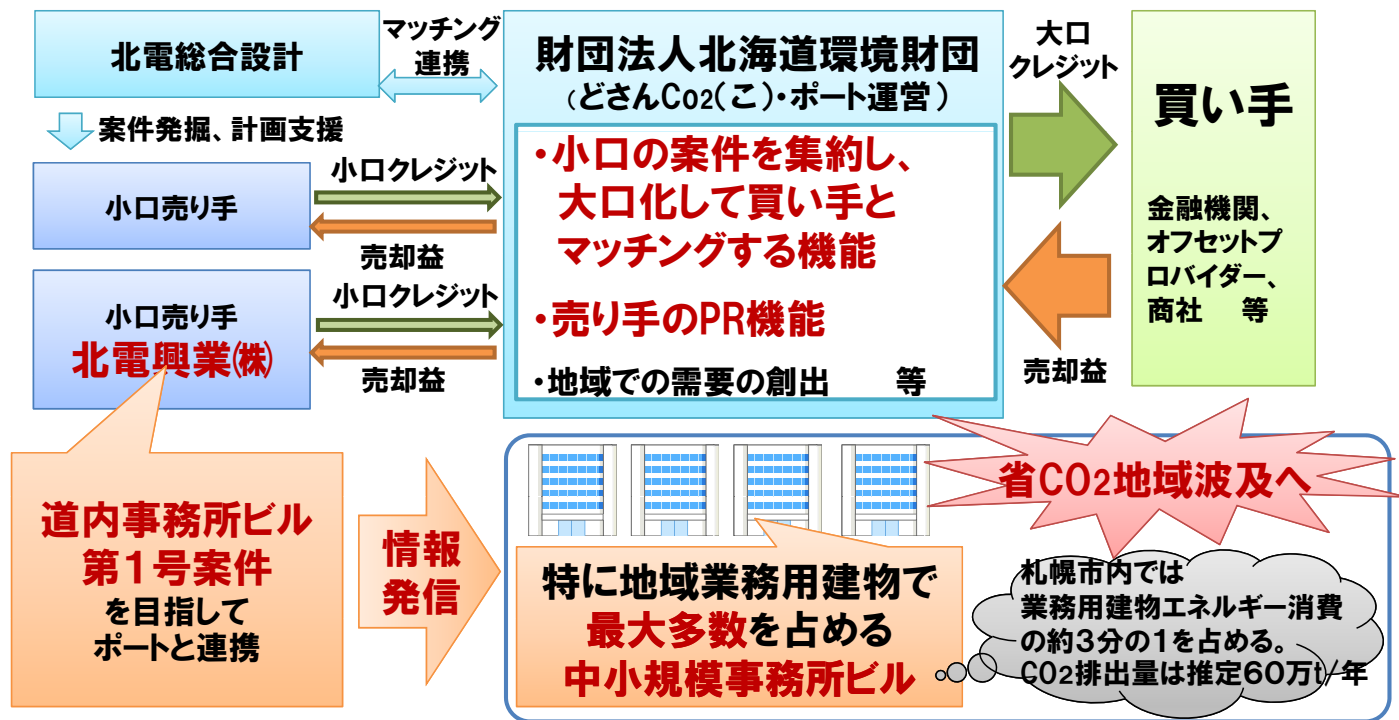 北電総合設計
マッチング
連携
財団法人北海道環境財団
（どさんCo2(こ)・ポート運営）
大口
クレジット
買い手
案件発掘、計画支援
小口売り手
小口クレジット
売却益
・小口の案件を集約し、
大口化して買い手と
マッチングする機能
・売り手のPR機能
・地域での需要の創出　　等
金融機関、
オフセットプ
ロバイダー、
商社　等
小口売り手
北電興業㈱
小口クレジット
売却益
売却益
道内事務所ビル
第1号案件
を目指して
ポートと連携
情報
発信
省CO2地域波及へ
特に地域業務用建物で
最大多数を占める
中小規模事務所ビル
札幌市内では
業務用建物エネルギー消費
の約3分の1を占める。
CO2排出量は推定60万t/年